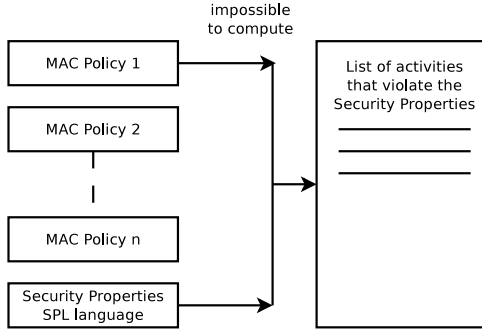 impossible
to compute
MAC Policy 1
MAC Policy 2
MAC Policy n
Security Properties
SPL language
List of activities
that violate the
Security Properties